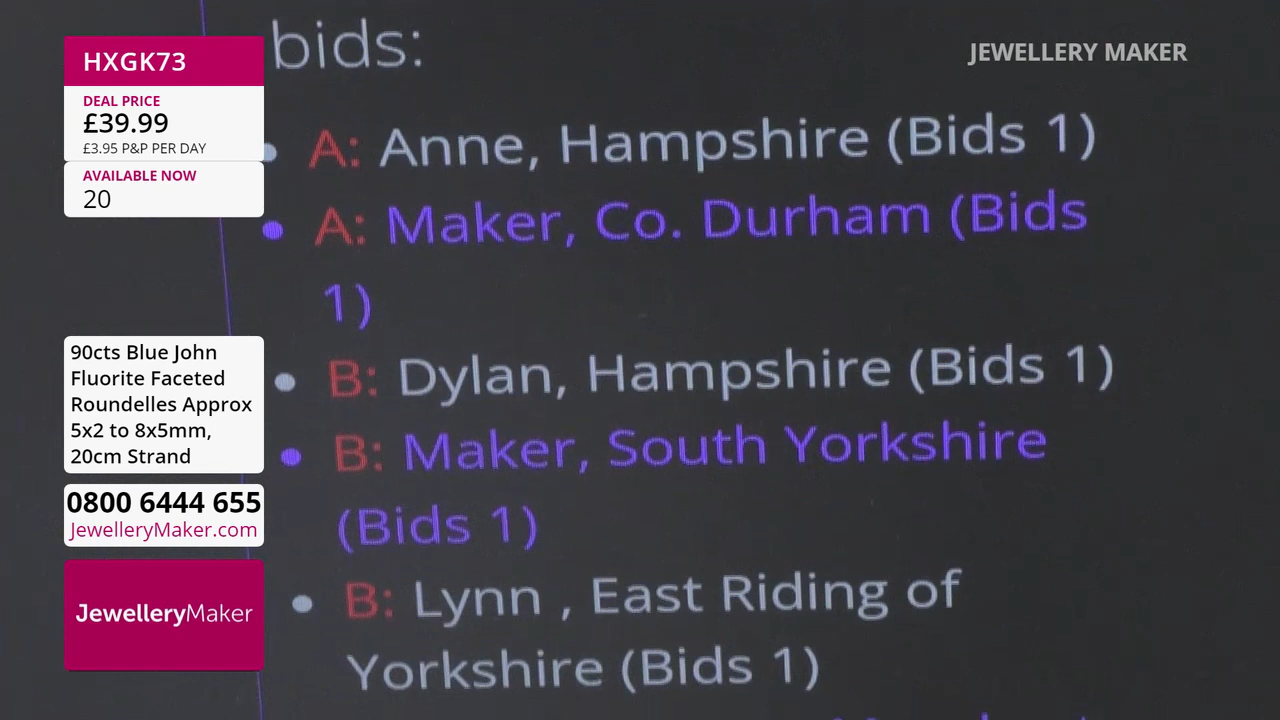 HXGK73
DEAL PRICE
£39.99
£3.95 P&P PER DAY
AVAILABLE NOW
20
90cts Blue John
Fluorite Faceted
Roundelles Approx
5x2 to 8x5mm,
20cm Strand
0800 6444 655
JewelleryMaker.com
JewelleryMaker
JEWELLERY MAKER
bids:
A: Anne, Hampshire (Bids 1)
A: Maker, Co. Durham (Bids
1)
B: Dylan, Hampshire (Bids 1)
B: Maker, South Yorkshire
(Bids 1)
B: Lynn , East Riding of
Yorkshire (Bids 1)